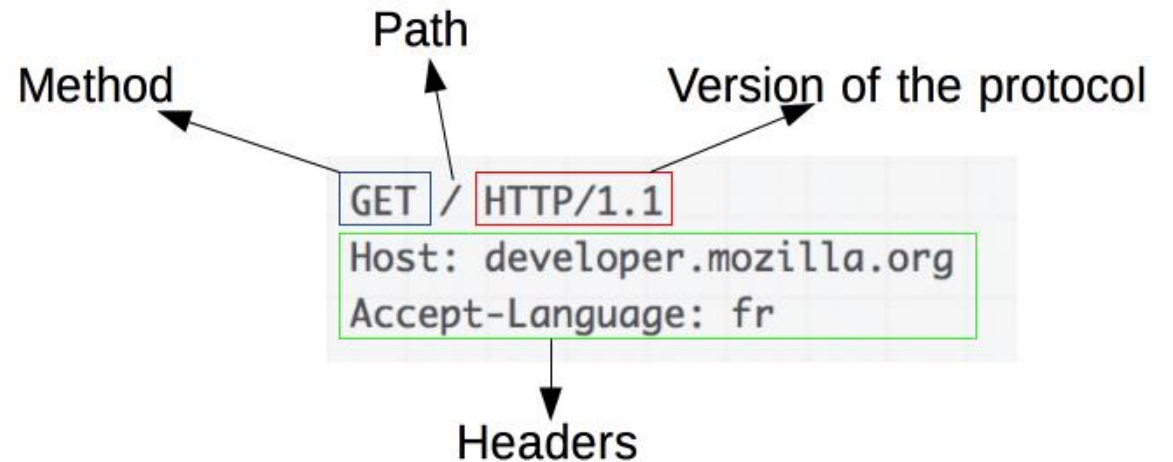 Path
Method
Version of the protocol
GET / HTTP/1.1
Host: developer.mozilla.org
Accept-Language: fr
Headers